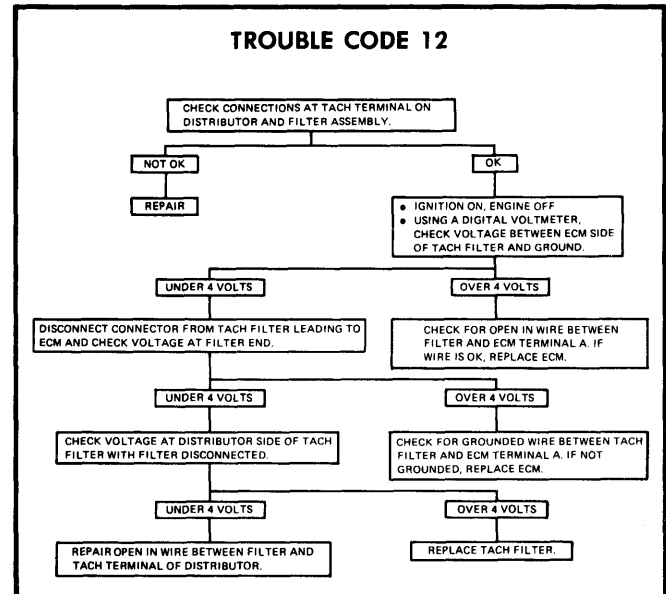 TROUBLE CODE 12
CHECK CONNECTIONS AT TACH TERMINAL ON
DISTRIBUTOR AND FILTER ASSEMBLY.
NOT OK
OK
REPAIR
• IGNITION ON, ENGINE OFF
• USING A DIGITAL VOLTMETER,
CHECK VOLTAGE BETWEEN ECM SIDE
OF TACH FILTER AND GROUND.
UNDER 4 VOLTS
OVER 4 VOLTS
DISCONNECT CONNECTOR FROM TACH FILTER LEADING TO
ECM AND CHECK VOLTAGE AT FILTER END.
CHECK FOR OPEN IN WIRE BETWEEN
FILTER AND ECM TERMINAL A. IF
WIRE IS OK, REPLACE ECM.
UNDER 4 VOLTS
OVER 4 VOLTS
CHECK VOLTAGE AT DISTRIBUTOR SIDE OF TACH
FILTER WITH FILTER DISCONNECTED.
CHECK FOR GROUNDED WIRE BETWEEN TACH
FILTER AND ECM TERMINAL A. IF NOT
GROUNDED, REPLACE ECM.
UNDER 4 VOLTS
OVER 4 VOLTS
REPAIR OPEN IN WIRE BETWEEN FILTER AND
TACH TERMINAL OF DISTRIBUTOR.
REPLACE TACH FILTER.